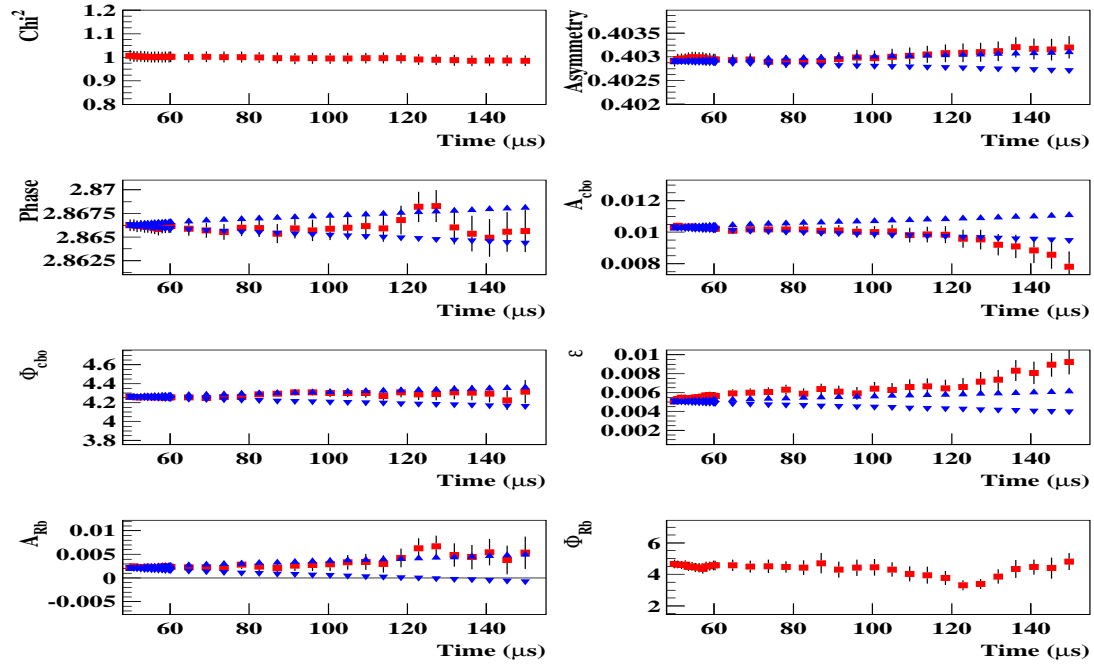 Chi²
1.2
1.1
1
0.9
0.8
60 80 100 120 140
Time (μs)
Asymmetry
0.4035
0.403
0.4025
0.402
60 80 100 120 140
Time (μs)
Phase
2.87
2.8675
2.865
2.8625
60 80 100 120 140
Time (μs)
A_cbo
0.012
0.01
0.008
60 80 100 120 140
Time (μs)
Φ_cbo
4.6
4.4
4.2
4
3.8
60 80 100 120 140
Time (μs)
ε
0.01
0.008
0.006
0.004
0.002
60 80 100 120 140
Time (μs)
A_Rb
0.01
0.005
0
-0.005
60 80 100 120 140
Time (μs)
Φ_Rb
6
4
2
60 80 100 120 140
Time (μs)